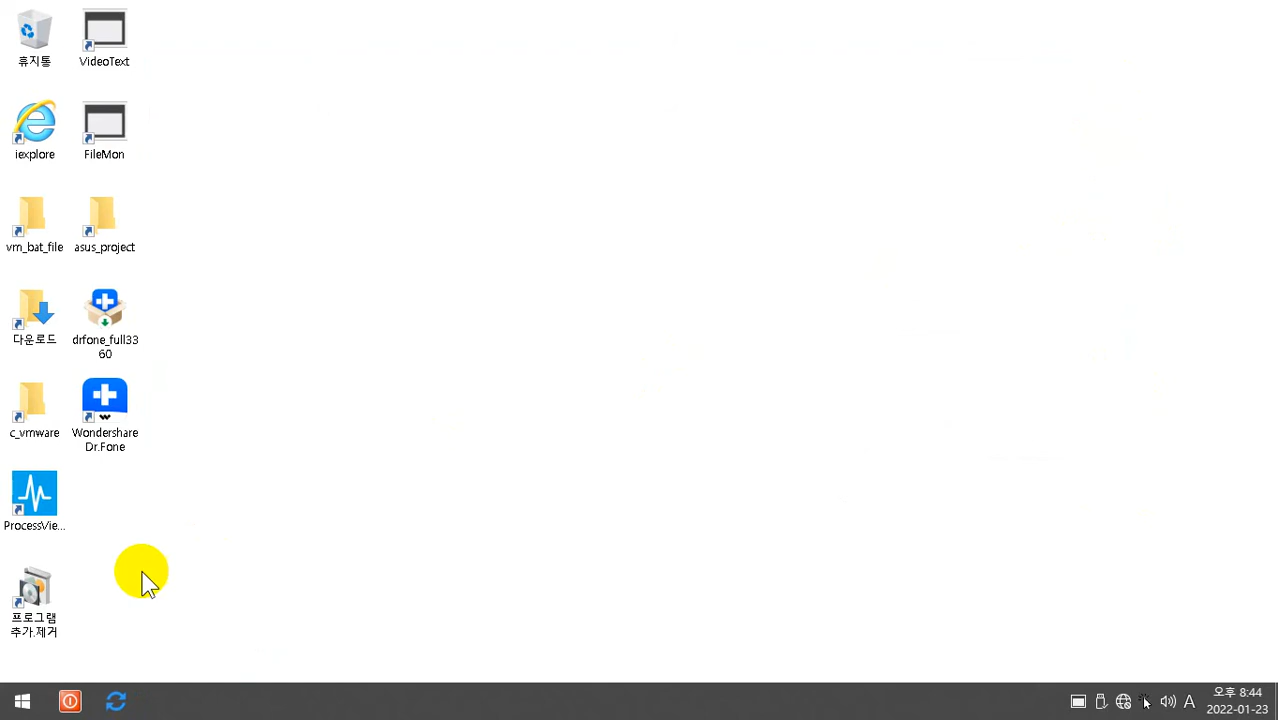 휴지통
VideoText
iexplore
FileMon
vm_bat_file
asus_project
다운로드
drfone_full33
60
c_vmware
Wondershare
Dr.Fone
ProcessVie...
프로그램
추가.제거
A
오후 8:44
2022-01-23